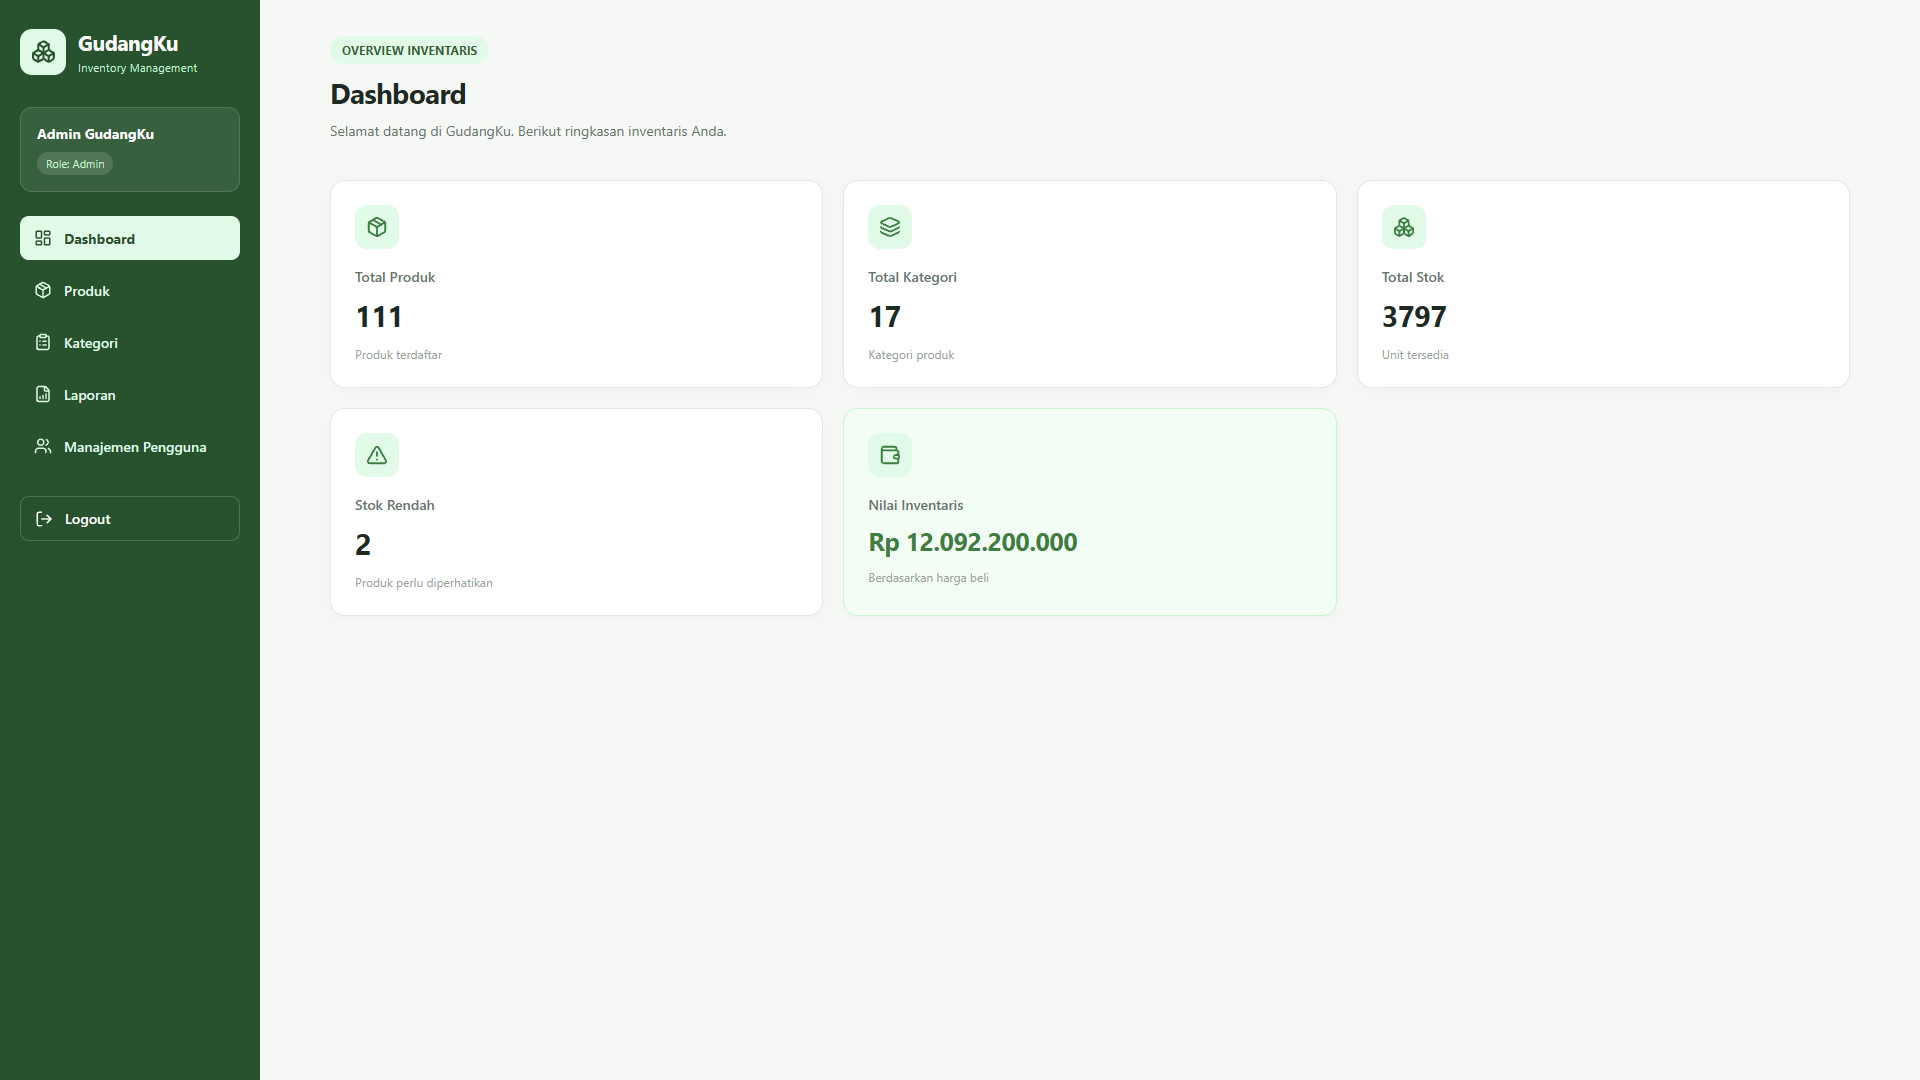 GudangKu
Inventory Management
Admin GudangKu
Role: Admin
Dashboard
Produk
Kategori
Laporan
Manajemen Pengguna
Logout
OVERVIEW INVENTARIS
Dashboard
Selamat datang di GudangKu. Berikut ringkasan inventaris Anda.
Total Produk
111
Produk terdaftar
Total Kategori
17
Kategori produk
Total Stok
3797
Unit tersedia
Stok Rendah
2
Produk perlu diperhatikan
Nilai Inventaris
Rp 12.092.200.000
Berdasarkan harga beli